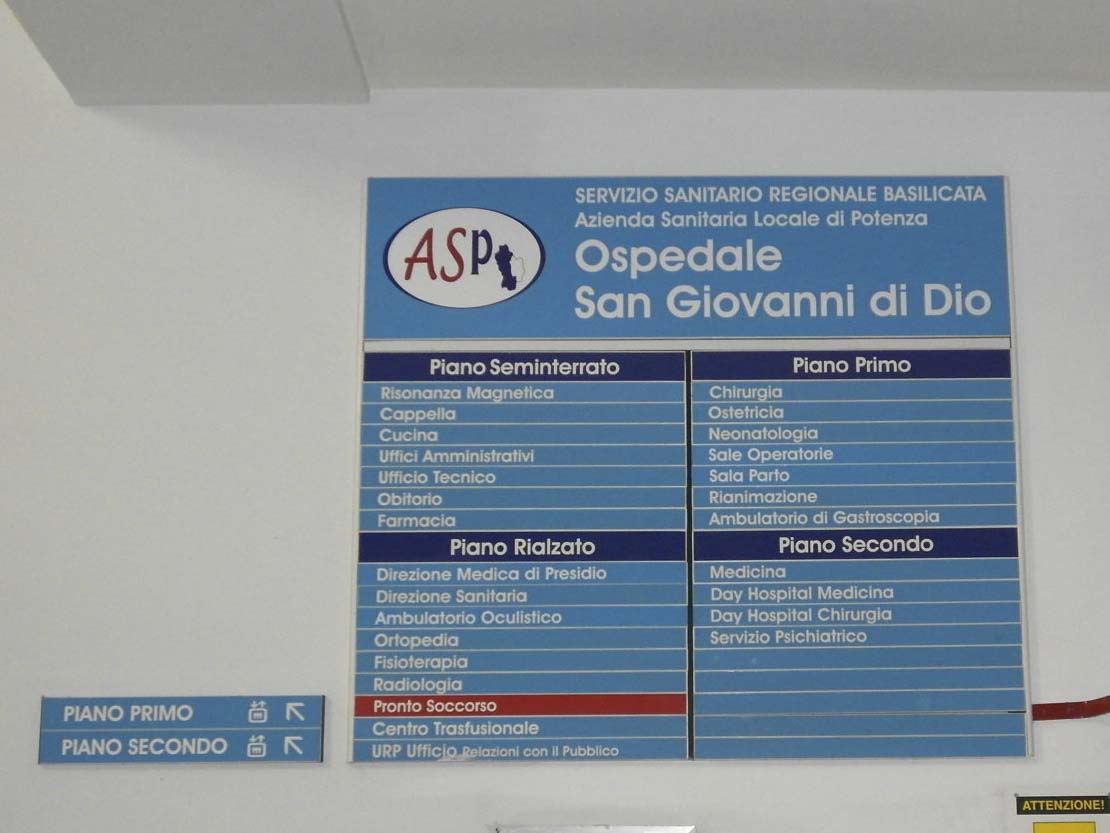 SERVIZIO SANITARIO REGIONALE BASILICATA
Azienda Sanitaria Locale di Potenza
ASP
Ospedale
San Giovanni di Dio
Piano Seminterrato
Risonanza Magnetica
Cappella
Cucina
Uffici Amministrativi
Ufficio Tecnico
Obitorio
Farmacia
Piano Rialzato
Direzione Medica di Presidio
Direzione Sanitaria
Ambulatorio Oculistico
Ortopedia
Fisioterapia
Radiologia
Pronto Soccorso
Centro Trasfusionale
URP Ufficio Relazioni con il Pubblico
Piano Primo
Chirurgia
Ostetricia
Neonatologia
Sale Operatorie
Sala Parto
Rianimazione
Ambulatorio di Gastroscopia
Piano Secondo
Medicina
Day Hospital Medicina
Day Hospital Chirurgia
Servizio Psichiatrico
PIANO PRIMO
PIANO SECONDO
ATTENZIONE!